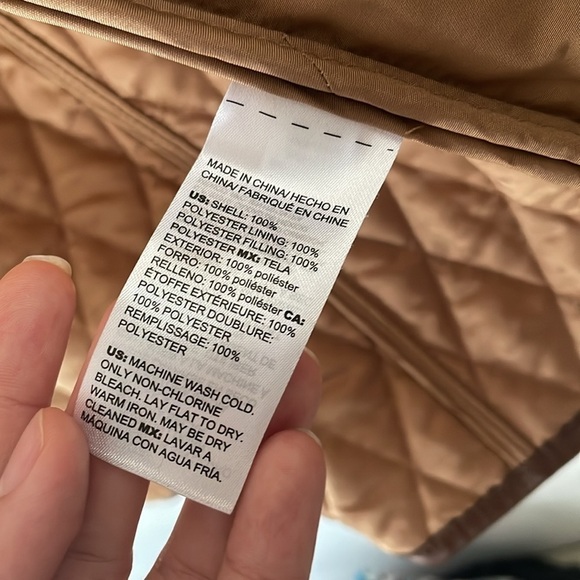 MADE IN CHINA/ HECHO EN
CHINA/ FABRIQUÉ EN CHINE
US: SHELL: 100%
POLYESTER LINING: 100%
POLYESTER FILLING: 100%
POLYESTER MX: TELA
EXTERIOR: 100% poliéster
FORRO: 100% poliéster
RELLENO: 100% poliéster CA:
ÉTOFFE EXTÉRIEURE: 100%
POLYESTER DOUBLURE:
100% POLYESTER
REMPLISSAGE: 100%
POLYESTER
US: MACHINE WASH COLD.
ONLY NON-CHLORINE
BLEACH. LAY FLAT TO DRY.
WARM IRON. MAY BE DRY
CLEANED MX: LAVAR A
MÁQUINA CON AGUA FRÍA.